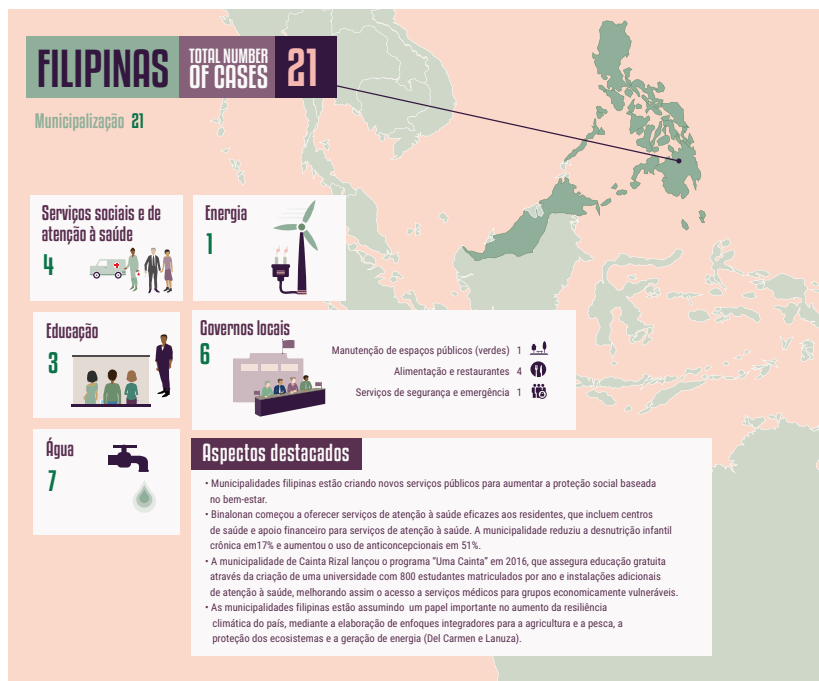 FILIPINAS
TOTAL NUMBER
OF CASES
21
Municipalização 21
Serviços sociais e de
atenção à saúde
4
Energia
1
Educação
3
Governos locais
6
Manutenção de espaços públicos (verdes) 1
Alimentação e restaurantes 4
Serviços de segurança e emergência 1
Água
7
Aspectos destacados
• Municipalidades filipinas estão criando novos serviços públicos para aumentar a proteção social baseada
no bem-estar.
• Binalonan começou a oferecer serviços de atenção à saúde eficazes aos residentes, que incluem centros
de saúde e apoio financeiro para serviços de atenção à saúde. A municipalidade reduziu a desnutrição infantil
crônica em17% e aumentou o uso de anticoncepcionais em 51%.
• A municipalidade de Cainta Rizal lançou o programa “Uma Cainta” em 2016, que assegura educação gratuita
através da criação de uma universidade com 800 estudantes matriculados por ano e instalações adicionais
de atenção à saúde, melhorando assim o acesso a serviços médicos para grupos economicamente vulneráveis.
• As municipalidades filipinas estão assumindo um papel importante no aumento da resiliência
climática do país, mediante a elaboração de enfoques integradores para a agricultura e a pesca, a
proteção dos ecosistemas e a geração de energia (Del Carmen e Lanuza).